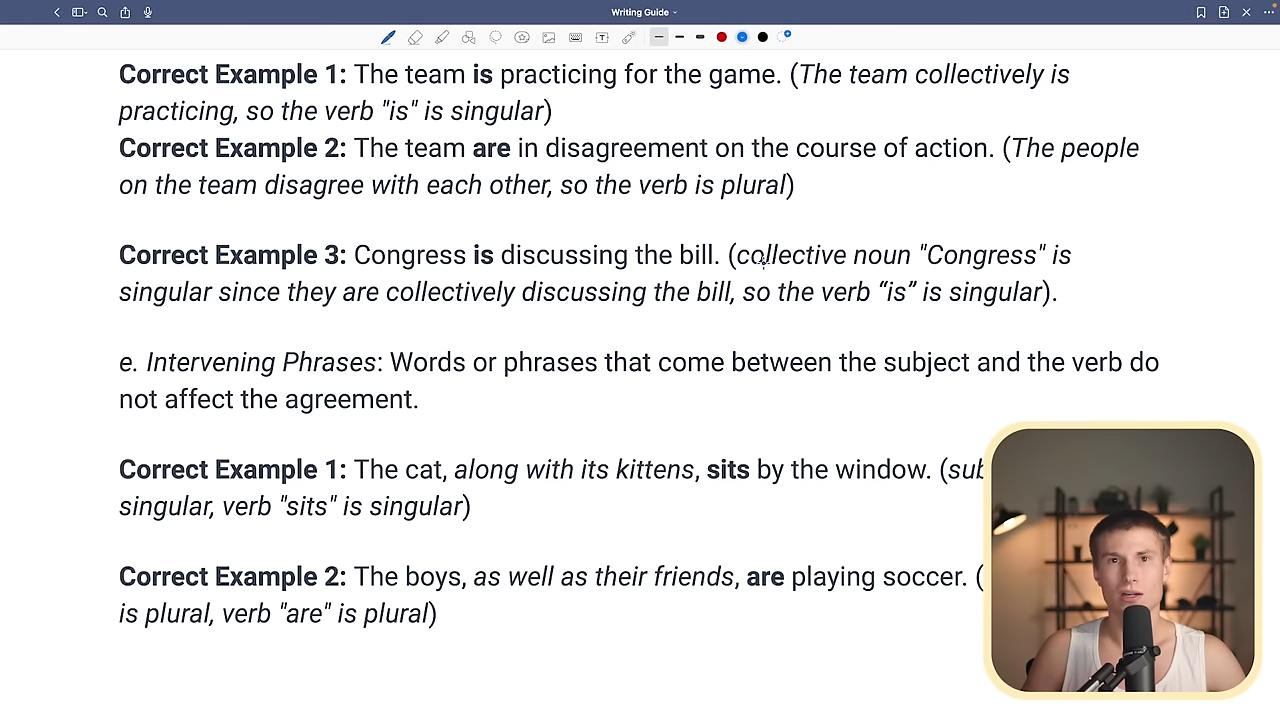 Writing Guide
Correct Example 1: The team is practicing for the game. (The team collectively is
practicing, so the verb "is" is singular)
Correct Example 2: The team are in disagreement on the course of action. (The people
on the team disagree with each other, so the verb is plural)
Correct Example 3: Congress is discussing the bill. (collective noun "Congress" is
singular since they are collectively discussing the bill, so the verb “is” is singular).
e. Intervening Phrases: Words or phrases that come between the subject and the verb do
not affect the agreement.
Correct Example 1: The cat, along with its kittens, sits by the window. (
singular, verb "sits" is singular)
Correct Example 2: The boys, as well as their friends, are playing soccer. (
is plural, verb "are" is plural)